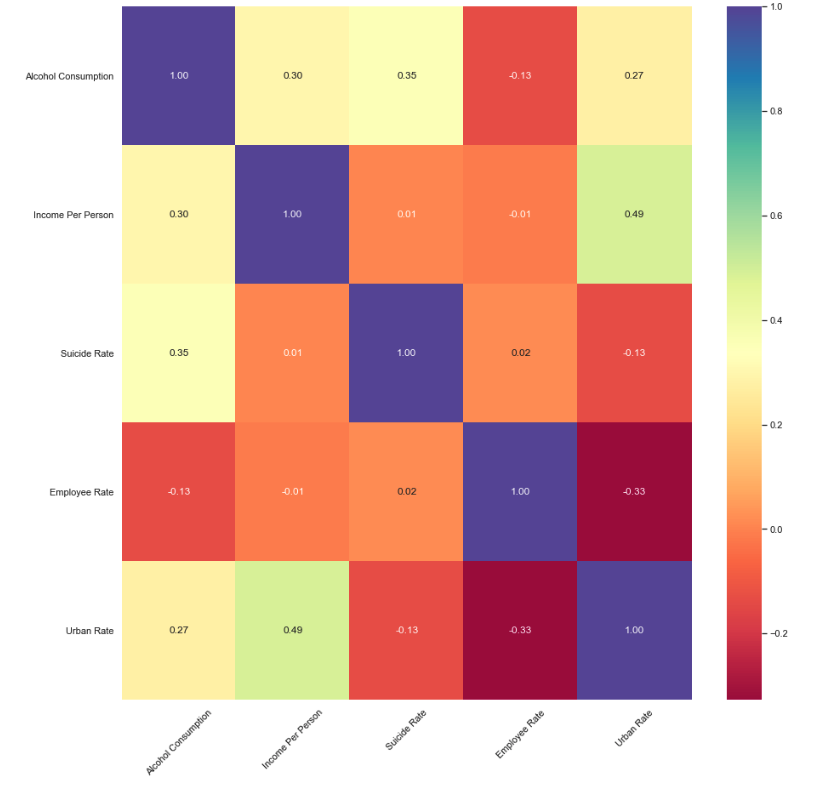 1.0
Alcohol Consumption 1.00 0.30 0.35 -0.13 0.27
0.8
Income Per Person 0.30 1.00 0.01 -0.01 0.49
0.6
0.4
Suicide Rate 0.35 0.01 1.00 0.02 -0.13
0.2
Employee Rate -0.13 -0.01 0.02 1.00 -0.33
0.0
Urban Rate 0.27 0.49 -0.13 -0.33 1.00
−0.2
Alcohol Consumption
Income Per Person
Suicide Rate
Employee Rate
Urban Rate